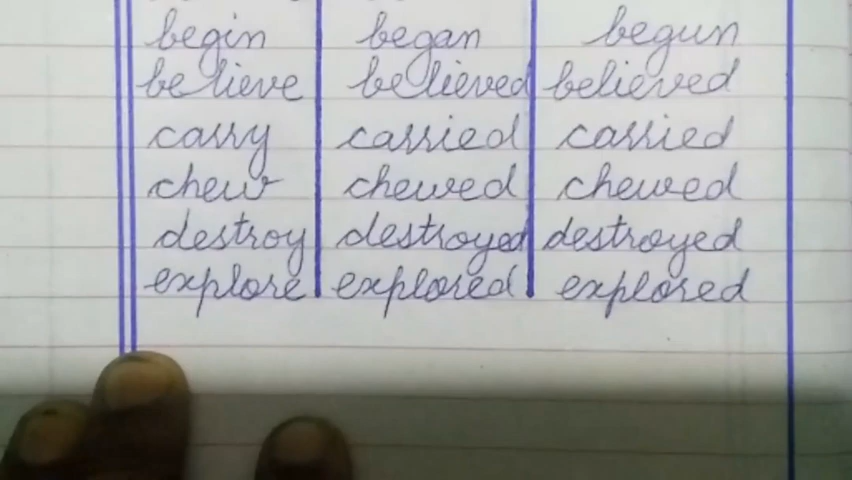 begin began begun
believe believed believed
carry carried carried
chew chewed chewed
destroy destroyed destroyed
explore explored explored